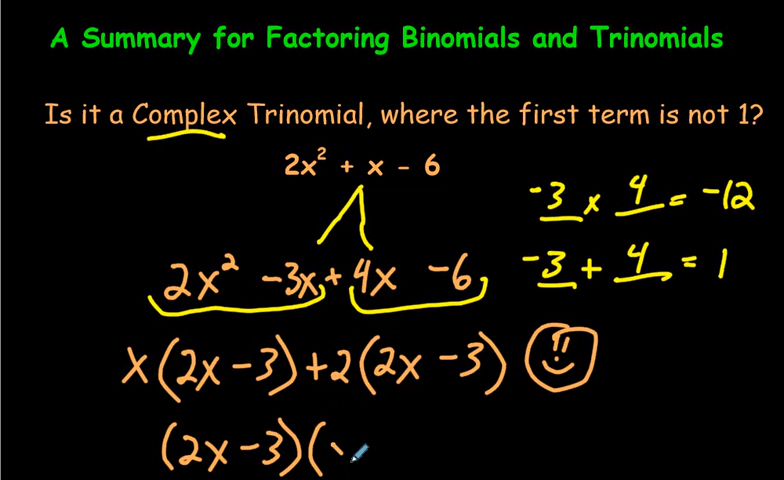 A Summary for Factoring Binomials and Trinomials
Is it a Complex Trinomial, where the first term is not 1?
2x² + x - 6
-3 x 4 = -12
-3 + 4 = 1
2x² -3x + 4x -6
x(2x-3)+2(2x-3)
(2x-3)(